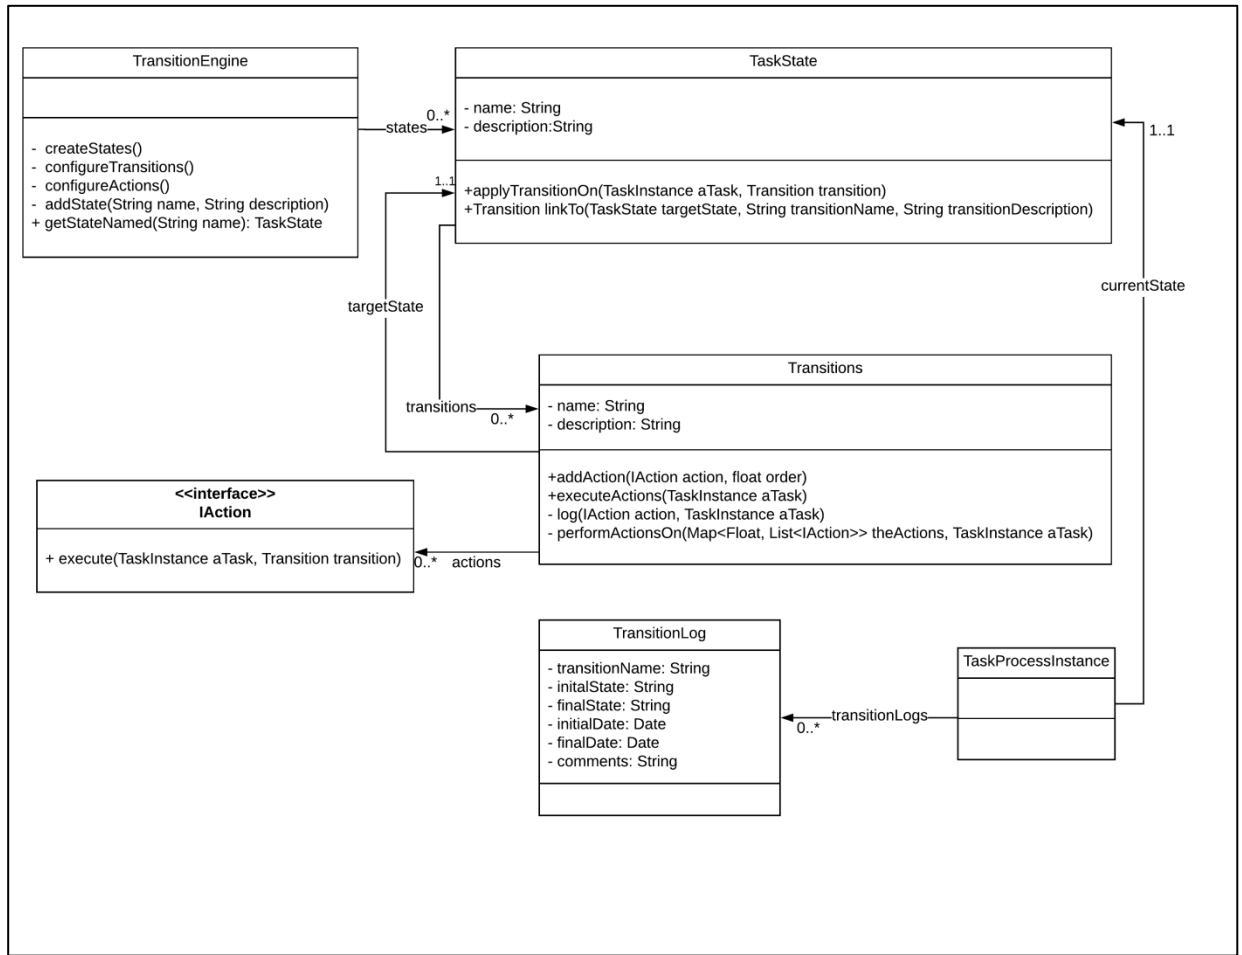 TransitionEngine
- createStates()
- configureTransitions()
- configureActions()
- addState(String name, String description)
+ getStateNamed(String name): TaskState
states
0..*
TaskState
- name: String
- description:String
+applyTransitionOn(TaskInstance aTask, Transition transition)
+Transition linkTo(TaskState targetState, String transitionName, String transitionDescription)
1..1
1..1
targetState
currentState
transitions
0..*
Transitions
- name: String
- description: String
+addAction(IAction action, float order)
+executeActions(TaskInstance aTask)
- log(IAction action, TaskInstance aTask)
- performActionsOn(Map<Float, List<IAction>> theActions, TaskInstance aTask)
<<interface>>
IAction
+ execute(TaskInstance aTask, Transition transition)
0..* actions
TransitionLog
- transitionName: String
- initalState: String
- finalState: String
- initialDate: Date
- finalDate: Date
- comments: String
transitionLogs
0..*
TaskProcessInstance